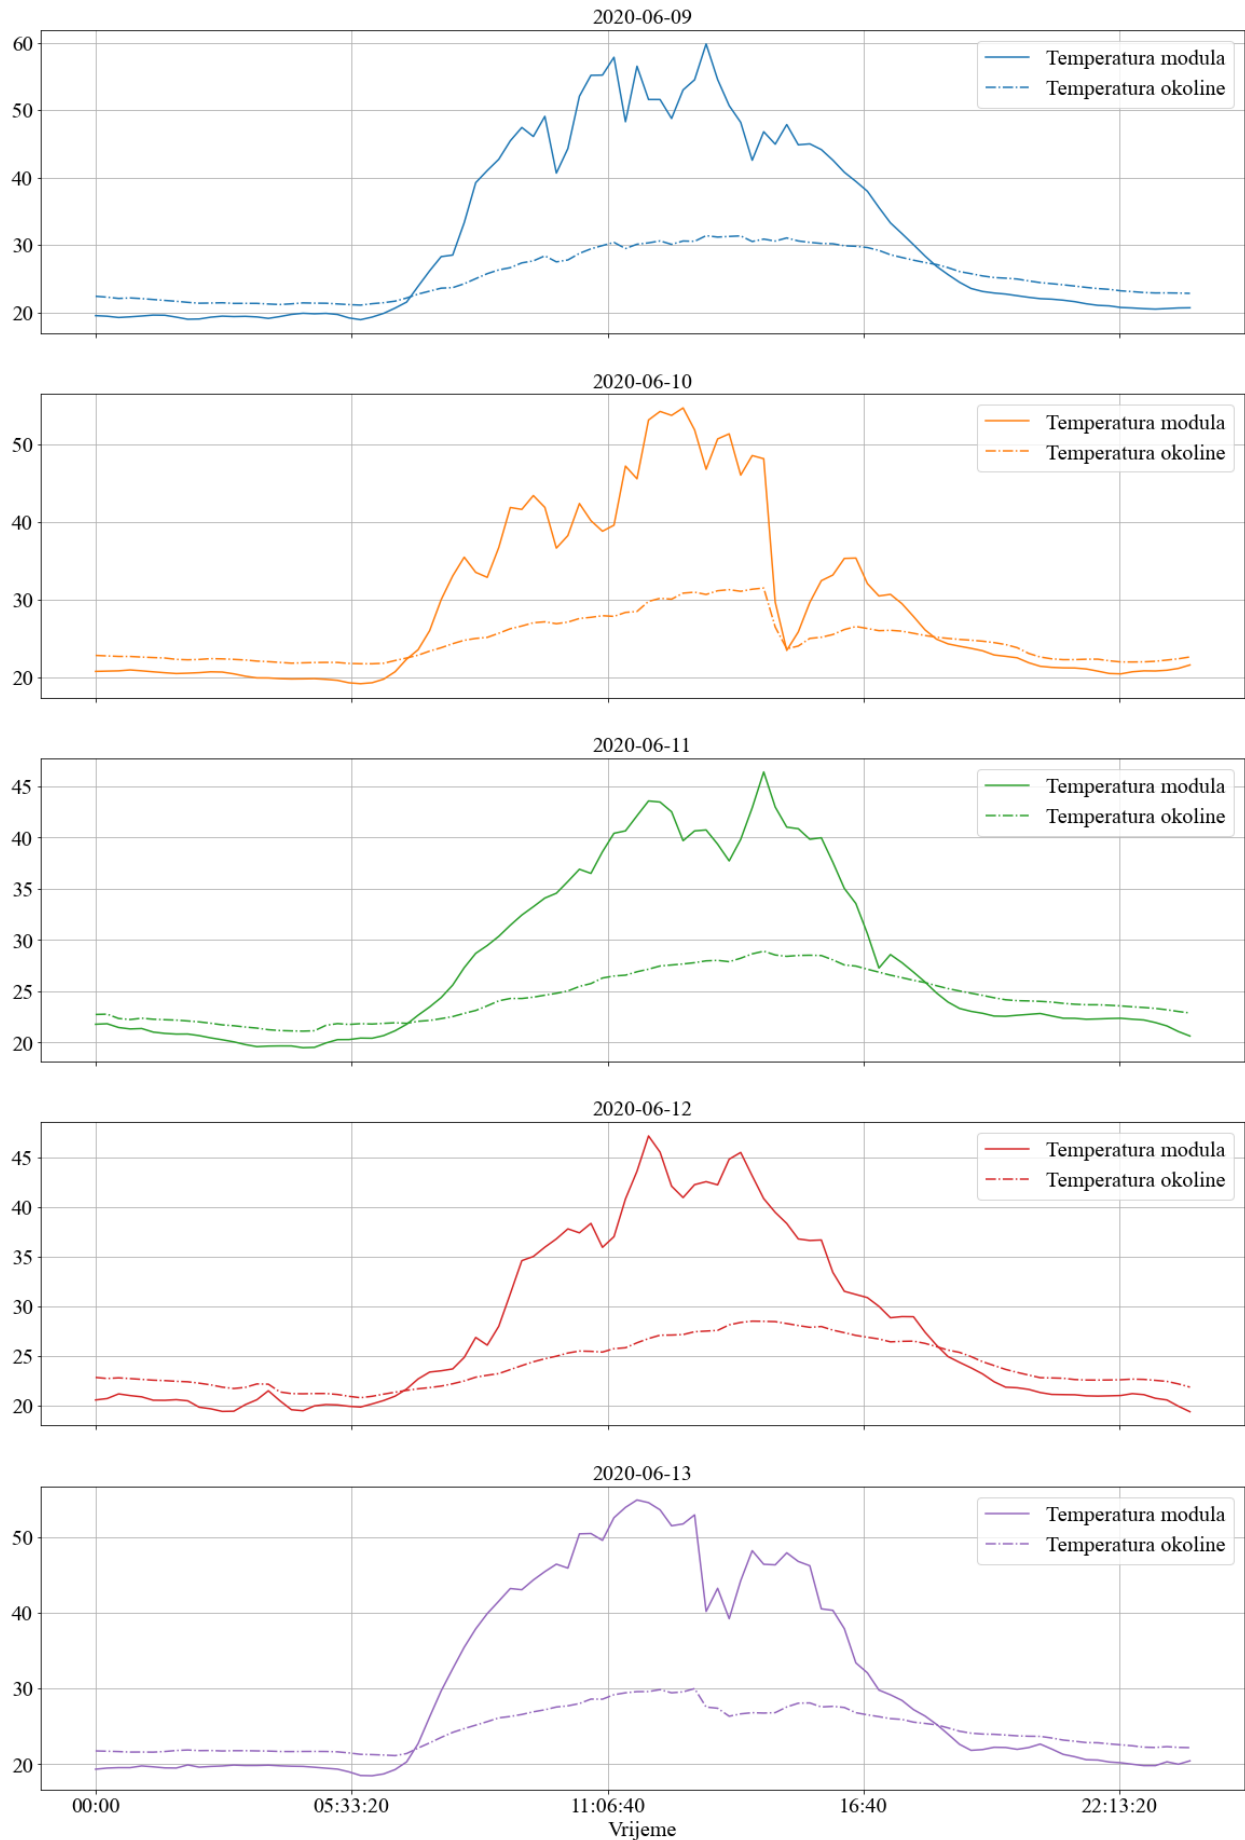 2020-06-09
60
50
40
30
20
Temperatura modula
Temperatura okoline
2020-06-10
50
40
30
20
Temperatura modula
Temperatura okoline
2020-06-11
45
40
35
30
25
20
Temperatura modula
Temperatura okoline
2020-06-12
45
40
35
30
25
20
Temperatura modula
Temperatura okoline
2020-06-13
50
40
30
20
Temperatura modula
Temperatura okoline
00:00 05:33:20 11:06:40 16:40 22:13:20
Vrijeme